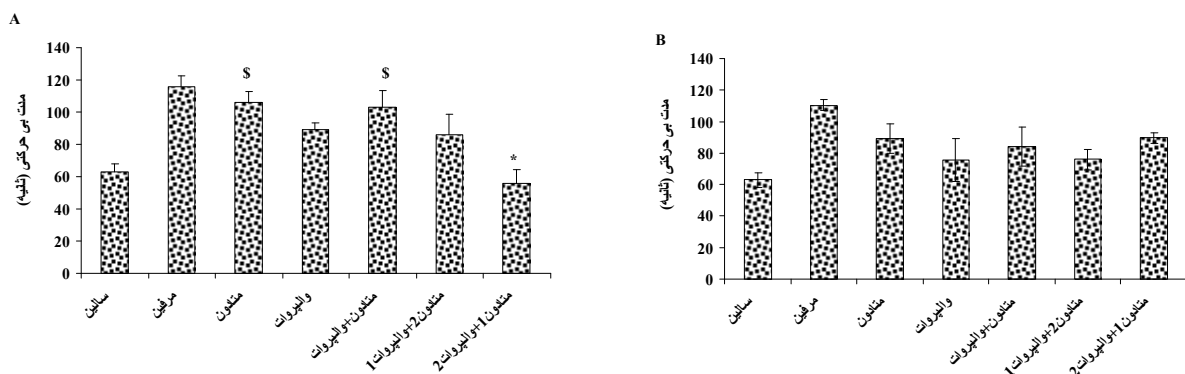 A
140
120
100
80
60
40
20
0
مدت بی حرکتی (ثانیه)
$
$
*
سالین
مرفین
متادون
والپروات
متادون+والپروات
متادون2+والپروات1
متادون1+والپروات2
B
140
120
100
80
60
40
20
0
مدت بی حرکتی (ثانیه)
سالین
مرفین
متادون
والپروات
متادون+والپروات
متادون2+والپروات1
متادون1+والپروات2